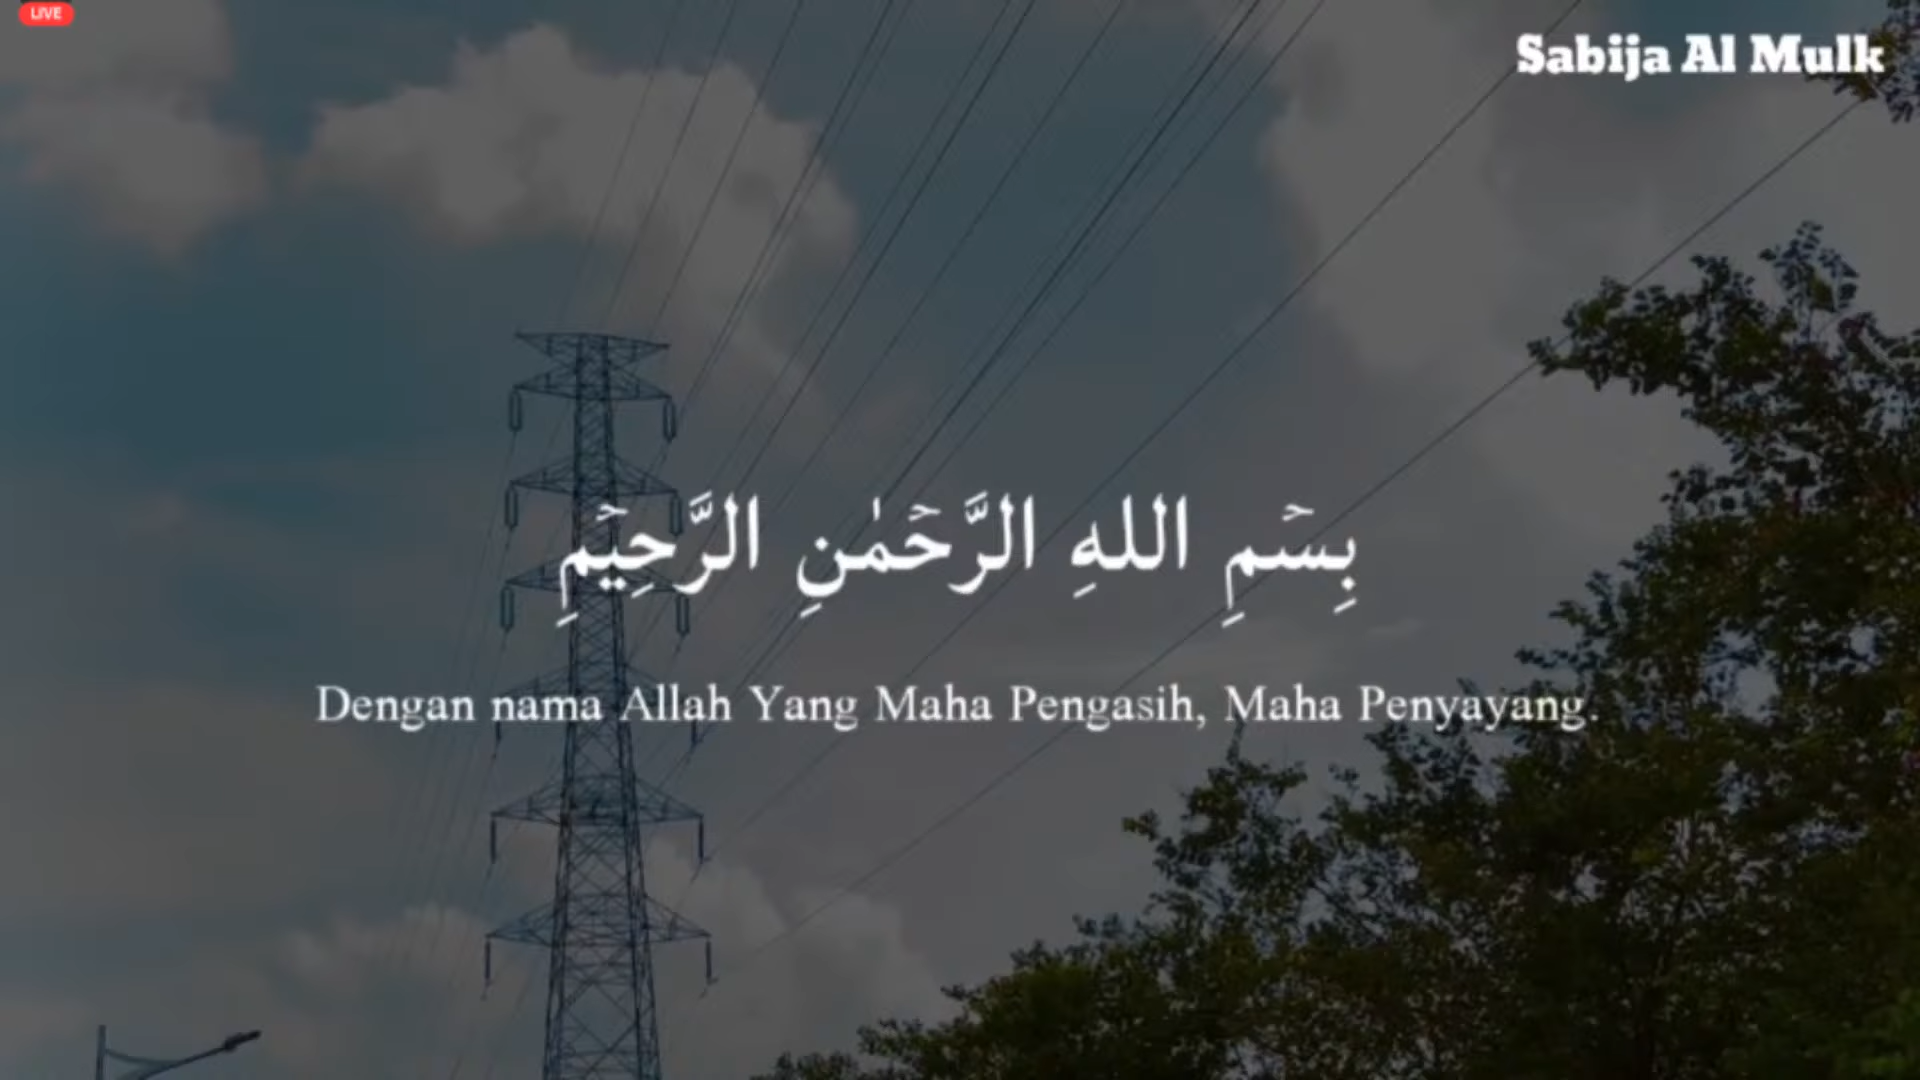 LIVE
Sabija Al Mulk
بِسْمِ اللهِ الرَّحْمٰنِ الرَّحِيْمِ
Dengan nama Allah Yang Maha Pengasih, Maha Penyayang.